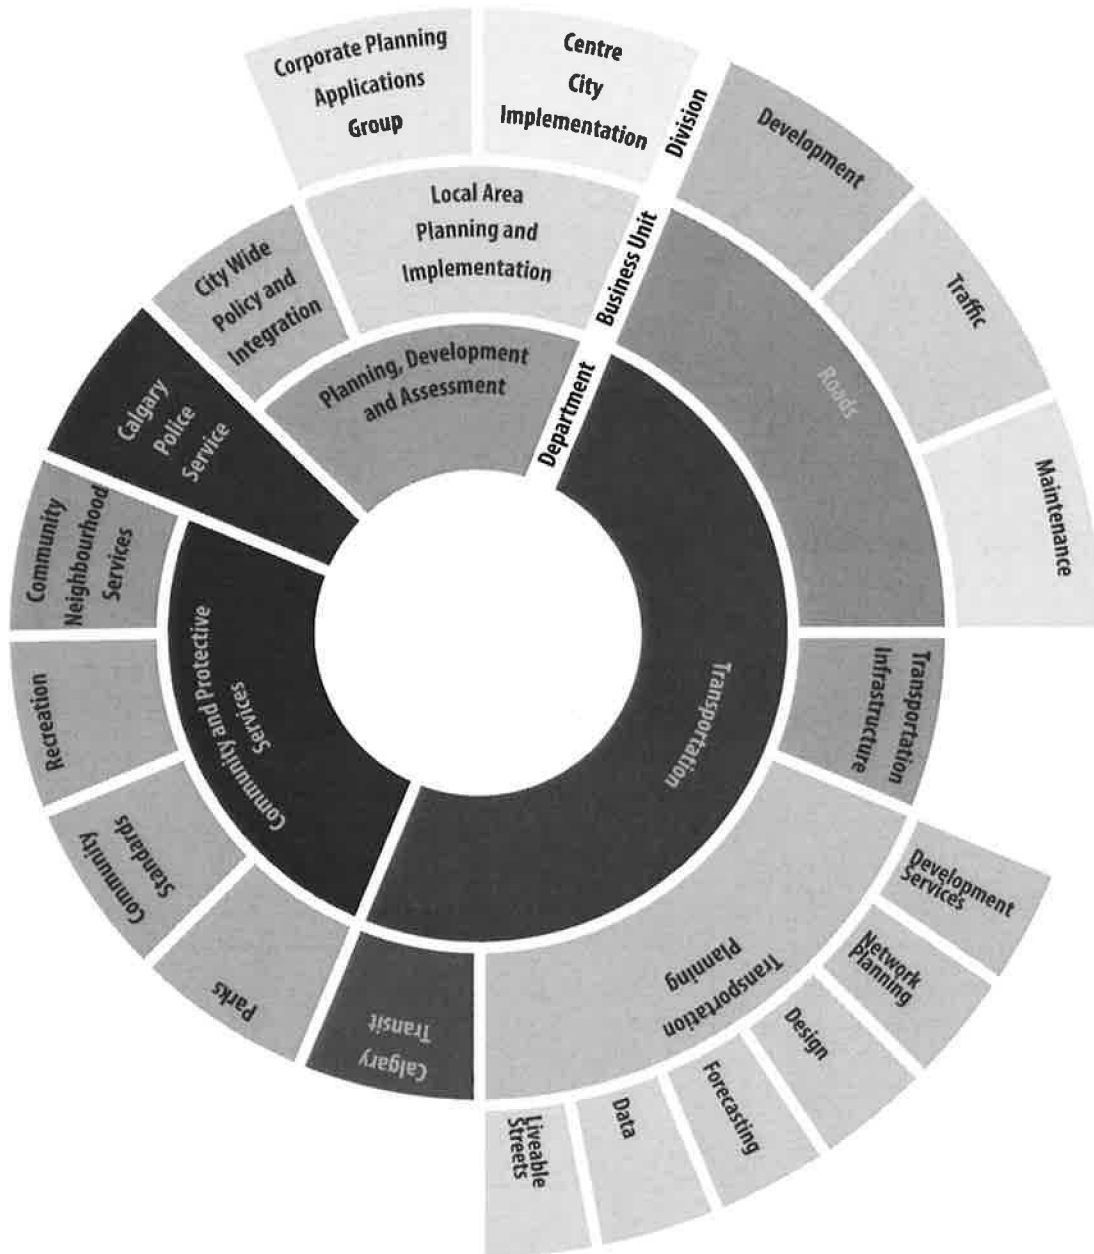 Corporate Planning
Applications
Group
Centre
City
Implementation
Division
Development
Traffic
Maintenance
Local Area
Planning and
Implementation
City Wide
Policy and
Integration
Business Unit
Roads
Transportation
Infrastructure
Planning, Development
and Assessment
Department
Transportation
Calgary
Police
Service
Community
Neighbourhood
Services
Community and Protective
Services
Recreation
Community
Standards
Parks
Calgary
Transit
Transportation
Planning
Development
Services
Network
Planning
Design
Forecasting
Data
Liveable
Streets